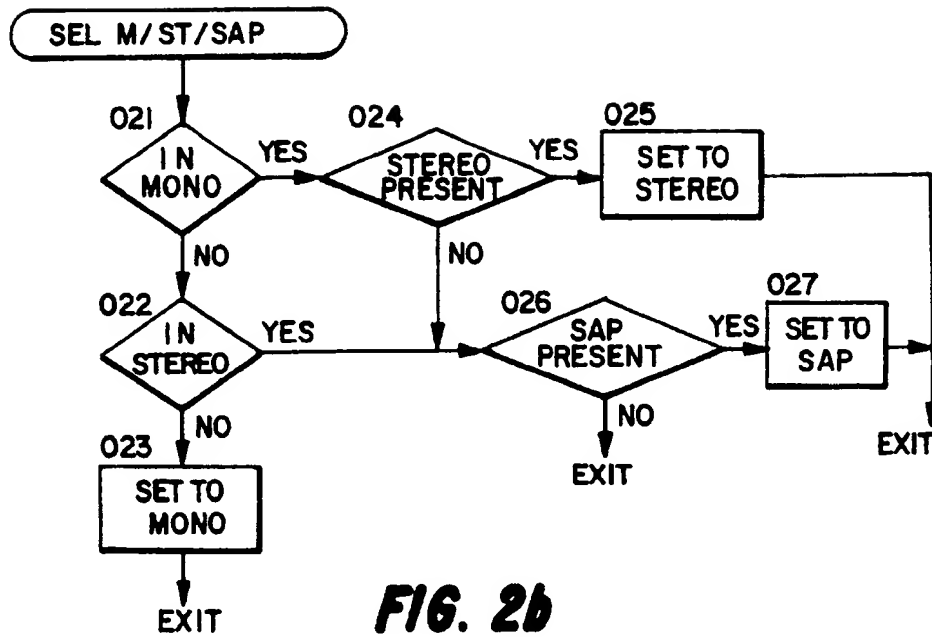 SEL M/ST/SAP
021
IN
MONO
YES
NO
024
STEREO
PRESENT
YES
NO
025
SET TO
STEREO
022
IN
STEREO
YES
NO
026
SAP
PRESENT
YES
NO
EXIT
027
SET TO
SAP
EXIT
023
SET TO
MONO
EXIT
FIG. 2b